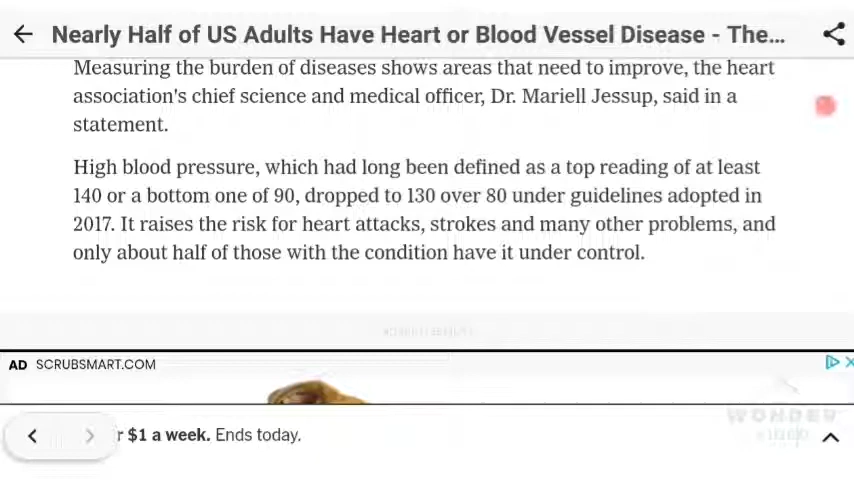 Nearly Half of US Adults Have Heart or Blood Vessel Disease - The...
Measuring the burden of diseases shows areas that need to improve, the heart
association's chief science and medical officer, Dr. Mariell Jessup, said in a
statement.
High blood pressure, which had long been defined as a top reading of at least
140 or a bottom one of 90, dropped to 130 over 80 under guidelines adopted in
2017. It raises the risk for heart attacks, strokes and many other problems, and
only about half of those with the condition have it under control.
ADVERTISEMENT
AD SCRUBSMART.COM
r $1 a week. Ends today.
WONDER